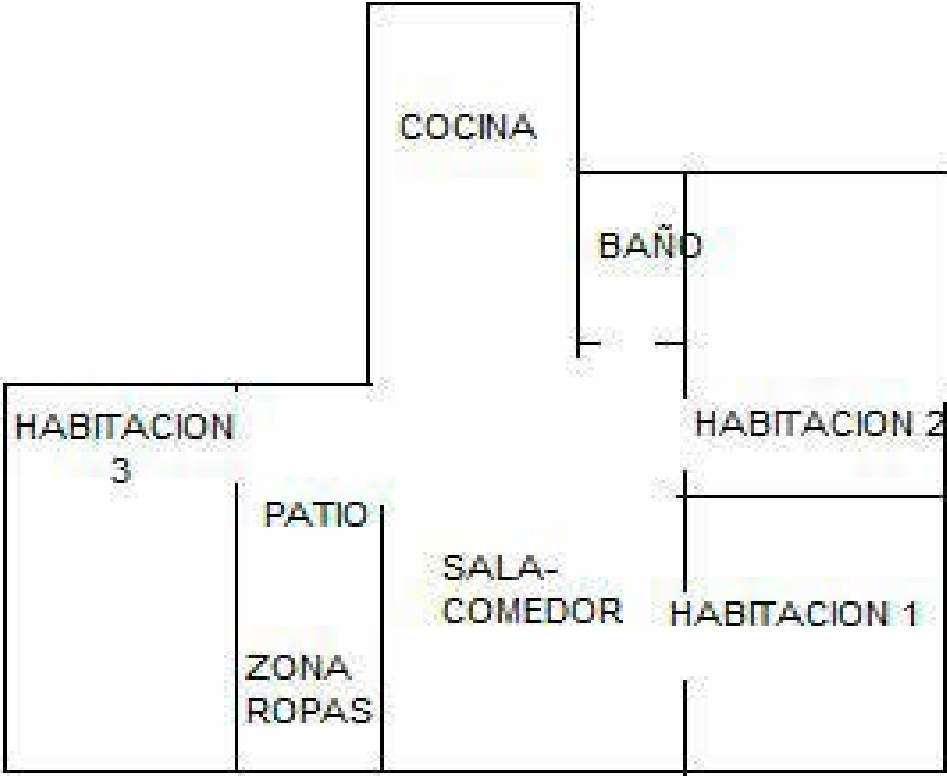 COCINA
BAÑO
HABITACION
3
HABITACION 2
PATIO
SALA-
COMEDOR
HABITACION 1
ZONA
ROPAS